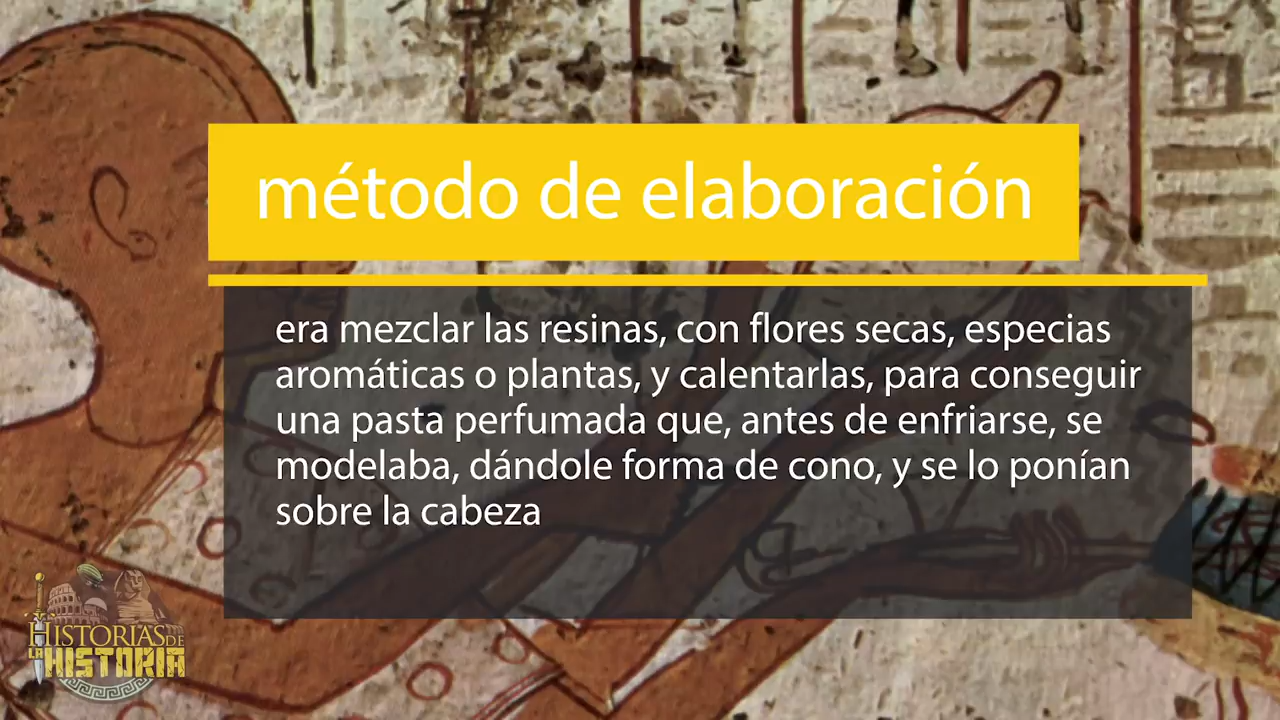 método de elaboración
era mezclar las resinas, con flores secas, especias
aromáticas o plantas, y calentarlas, para conseguir
una pasta perfumada que, antes de enfriarse, se
modelaba, dándole forma de cono, y se lo ponían
sobre la cabeza
HISTORIAS DE
LA HISTORIA